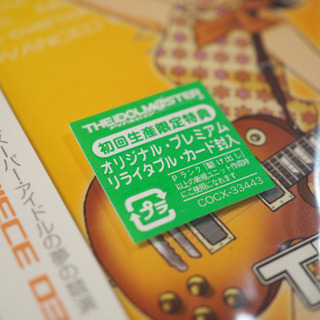 THE IDOLM@STER
初回生産限定特典
オリジナル・プレミアム
リライタブル・カード封入
Pランク(駆け出し)
以上の新規ユニット作成時
にご使用になれます
COCX-33443
プラ
スーパー・アイドルの夢の競演
IECE 03